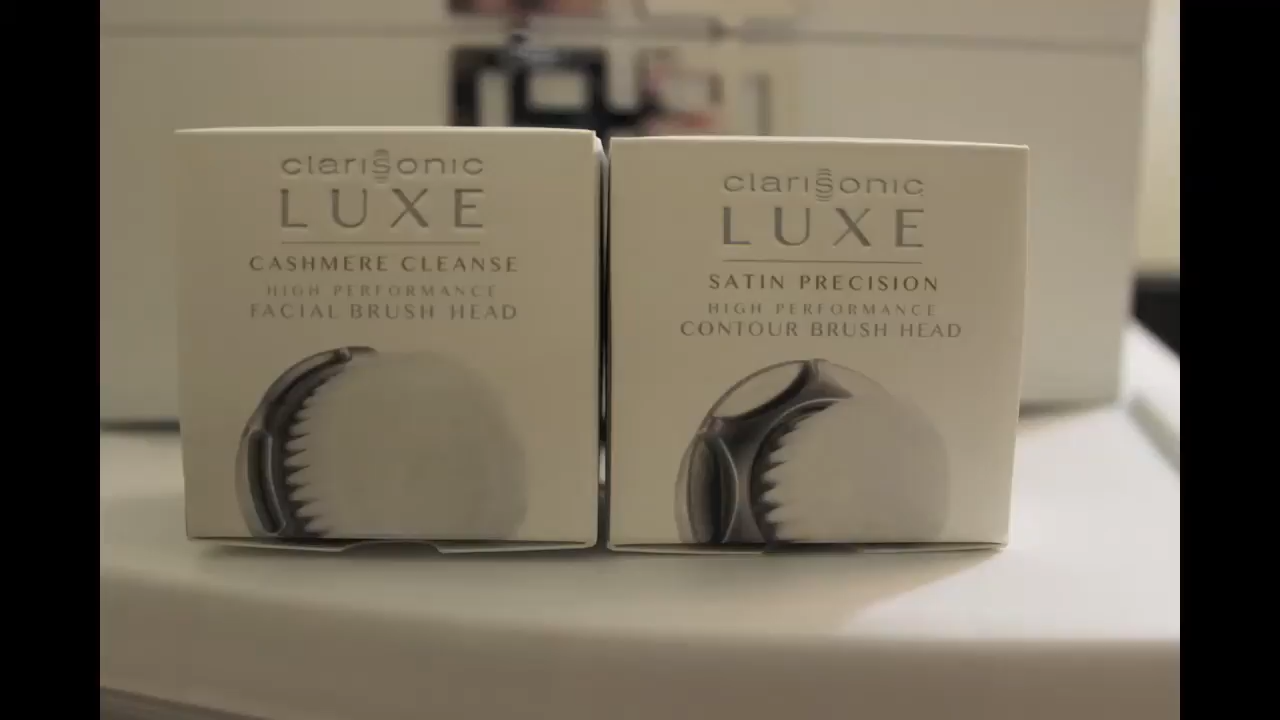 clarisonic
LUXE
CASHMERE CLEANSE
HIGH PERFORMANCE
FACIAL BRUSH HEAD
clarisonic
LUXE
SATIN PRECISION
HIGH PERFORMANCE
CONTOUR BRUSH HEAD